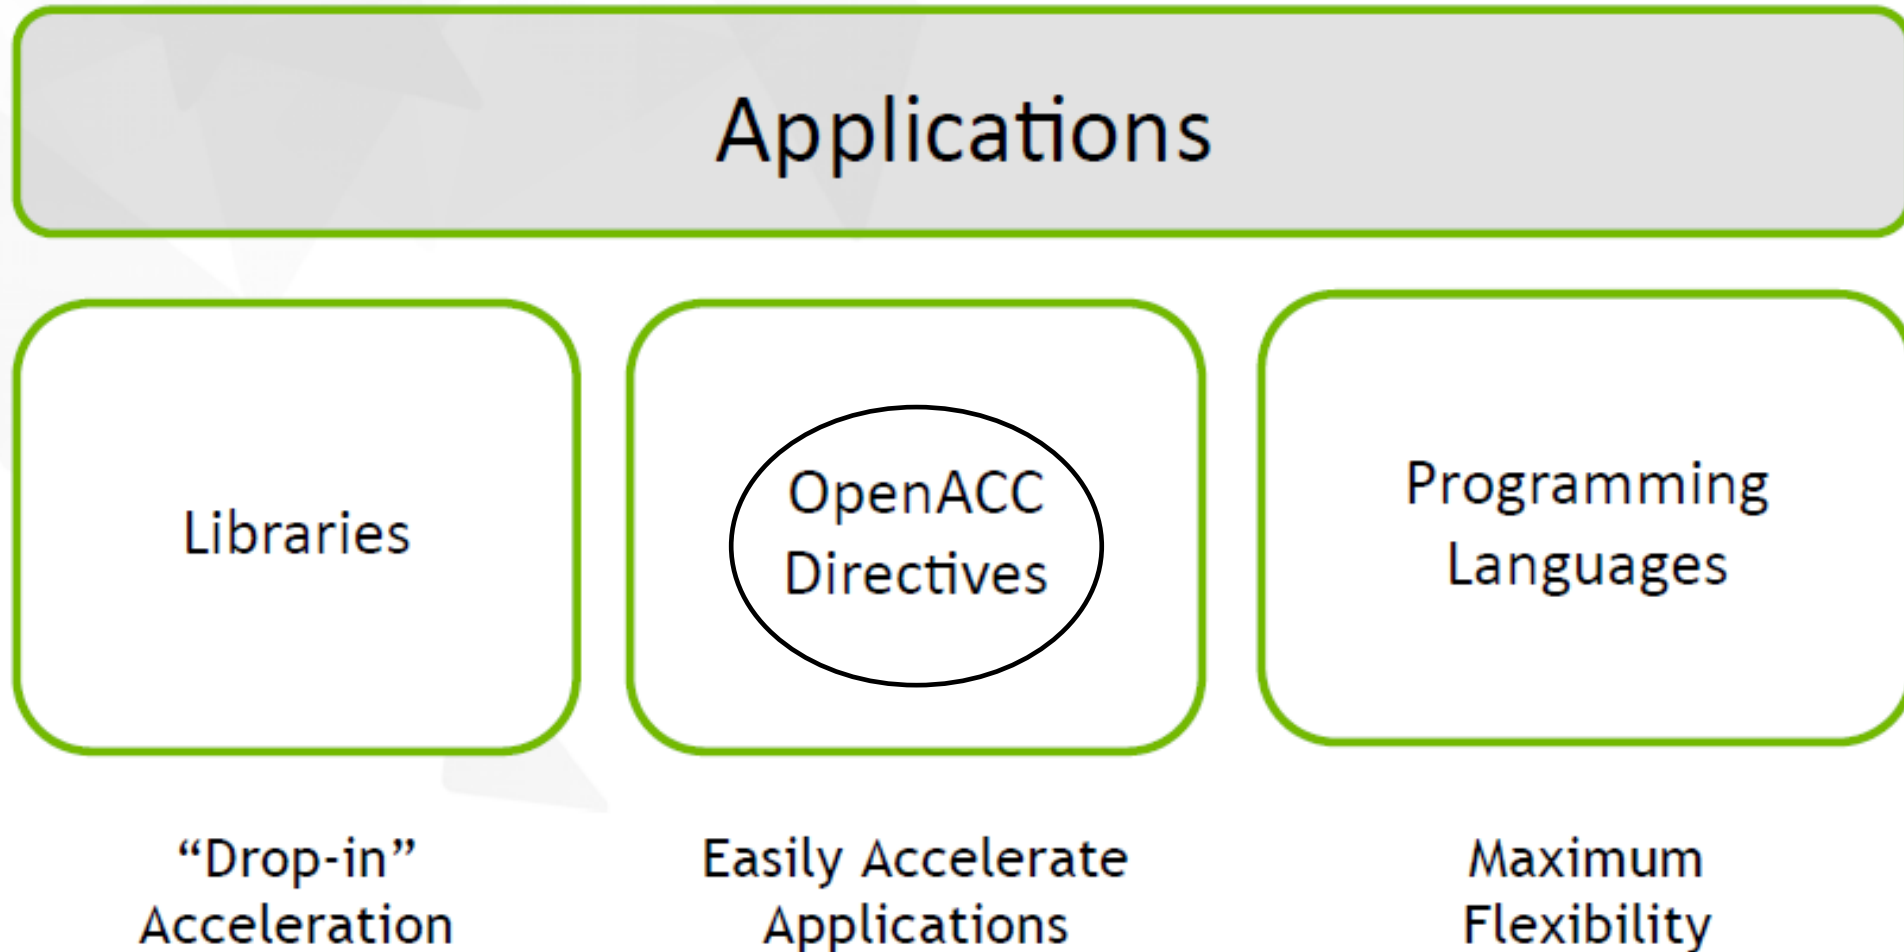 Applications
Libraries
OpenACC
Directives
Programming
Languages
“Drop-in”
Acceleration
Easily Accelerate
Applications
Maximum
Flexibility